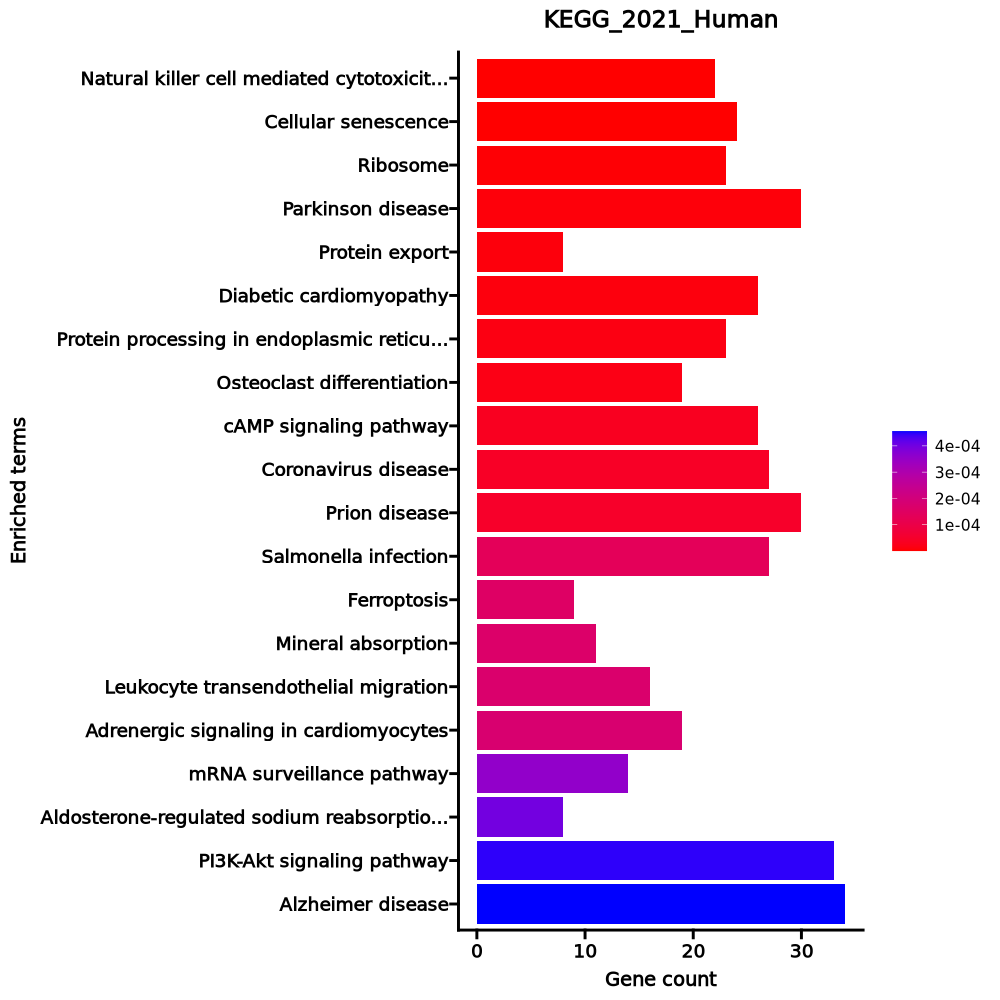 KEGG_2021_Human
Natural killer cell mediated cytotoxicit...
Cellular senescence
Ribosome
Parkinson disease
Protein export
Diabetic cardiomyopathy
Protein processing in endoplasmic reticu...
Osteoclast differentiation
cAMP signaling pathway
Coronavirus disease
Prion disease
Salmonella infection
Ferroptosis
Mineral absorption
Leukocyte transendothelial migration
Adrenergic signaling in cardiomyocytes
mRNA surveillance pathway
Aldosterone-regulated sodium reabsorptio...
PI3K-Akt signaling pathway
Alzheimer disease
Enriched terms
0 10 20 30
Gene count
4e-04
3e-04
2e-04
1e-04